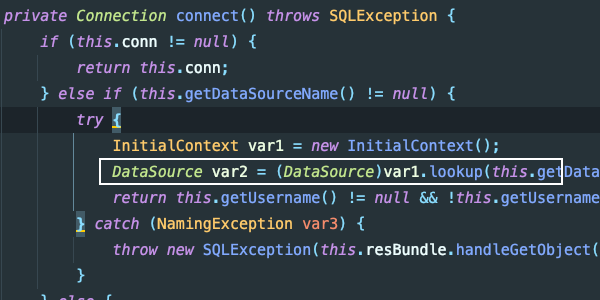 private Connection connect() throws SQLException {
if (this.conn != null) {
return this.conn;
} else if (this.getDataSourceName() != null) {
try {
InitialContext var1 = new InitialContext();
DataSource var2 = (DataSource)var1.lookup(this.getData
return this.getUsername() != null && !this.getUsername
} catch (NamingException var3) {
throw new SQLException(this.resBundle.handleGetObject(
}
} else {